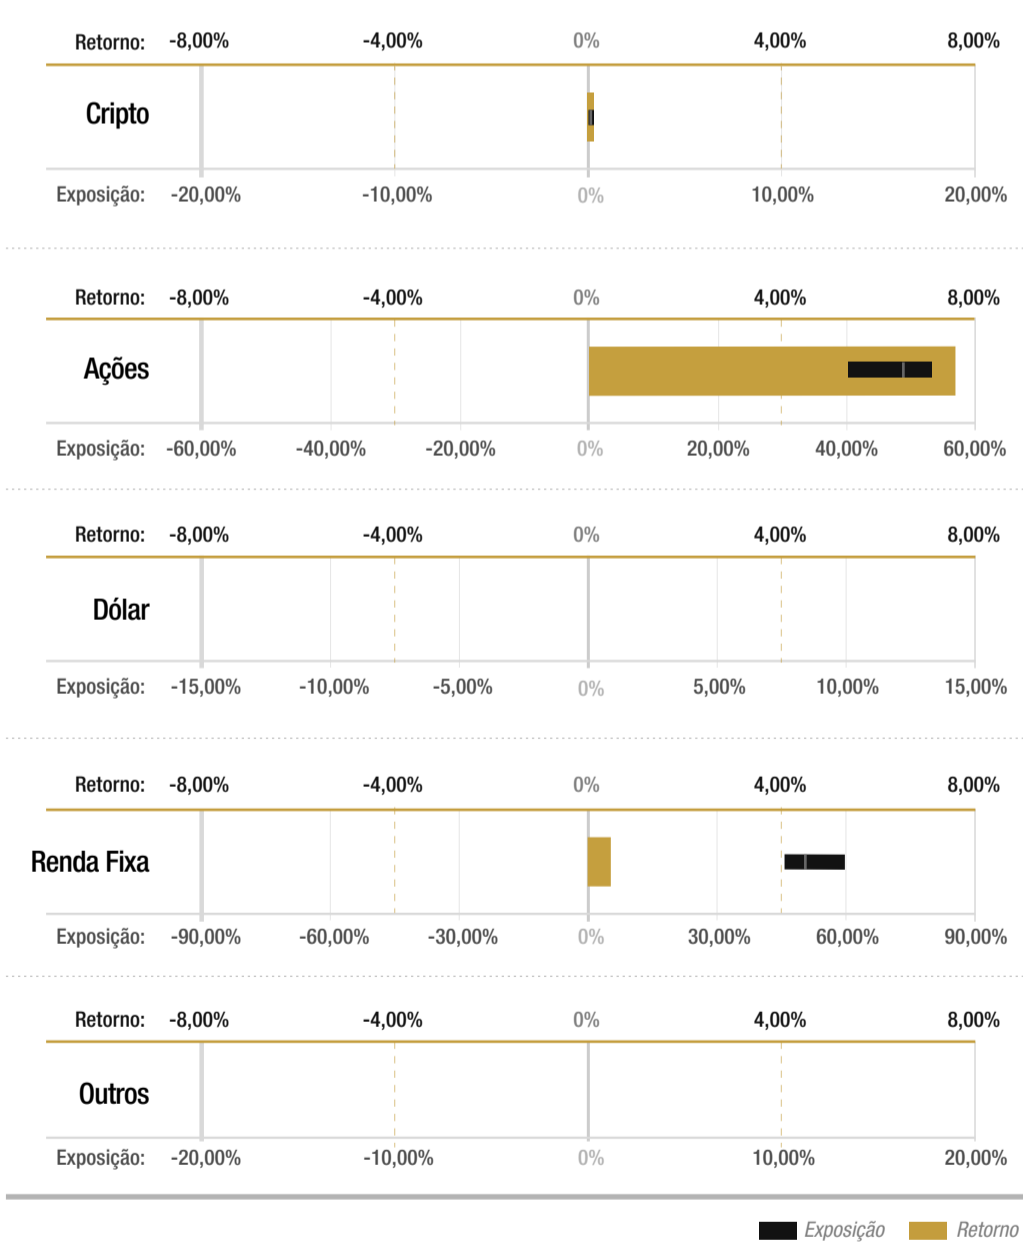 Retorno: -8,00% -4,00% 0% 4,00% 8,00%
Cripto
Exposição: -20,00% -10,00% 0% 10,00% 20,00%
Retorno: -8,00% -4,00% 0% 4,00% 8,00%
Ações
Exposição: -60,00% -40,00% -20,00% 0% 20,00% 40,00% 60,00%
Retorno: -8,00% -4,00% 0% 4,00% 8,00%
Dólar
Exposição: -15,00% -10,00% -5,00% 0% 5,00% 10,00% 15,00%
Retorno: -8,00% -4,00% 0% 4,00% 8,00%
Renda Fixa
Exposição: -90,00% -60,00% -30,00% 0% 30,00% 60,00% 90,00%
Retorno: -8,00% -4,00% 0% 4,00% 8,00%
Outros
Exposição: -20,00% -10,00% 0% 10,00% 20,00%
Exposição Retorno